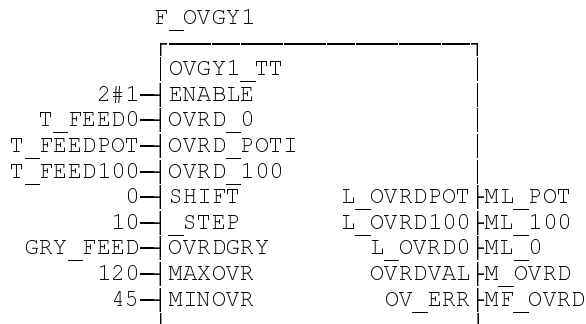 F_OVGY1
OVGY1_TT
2#1 ENABLE
T_FEED0 OVRD_0
T_FEEDPOT OVRD_POTI
T_FEED100 OVRD_100
0 SHIFT L_OVRDPOT ML_POT
10 _STEP L_OVRD100 ML_100
GRY_FEED OVRDGRY L_OVRD0 ML_0
120 MAXOVR OVRDVAL M_OVRD
45 MINOVR OV_ERR MF_OVRD